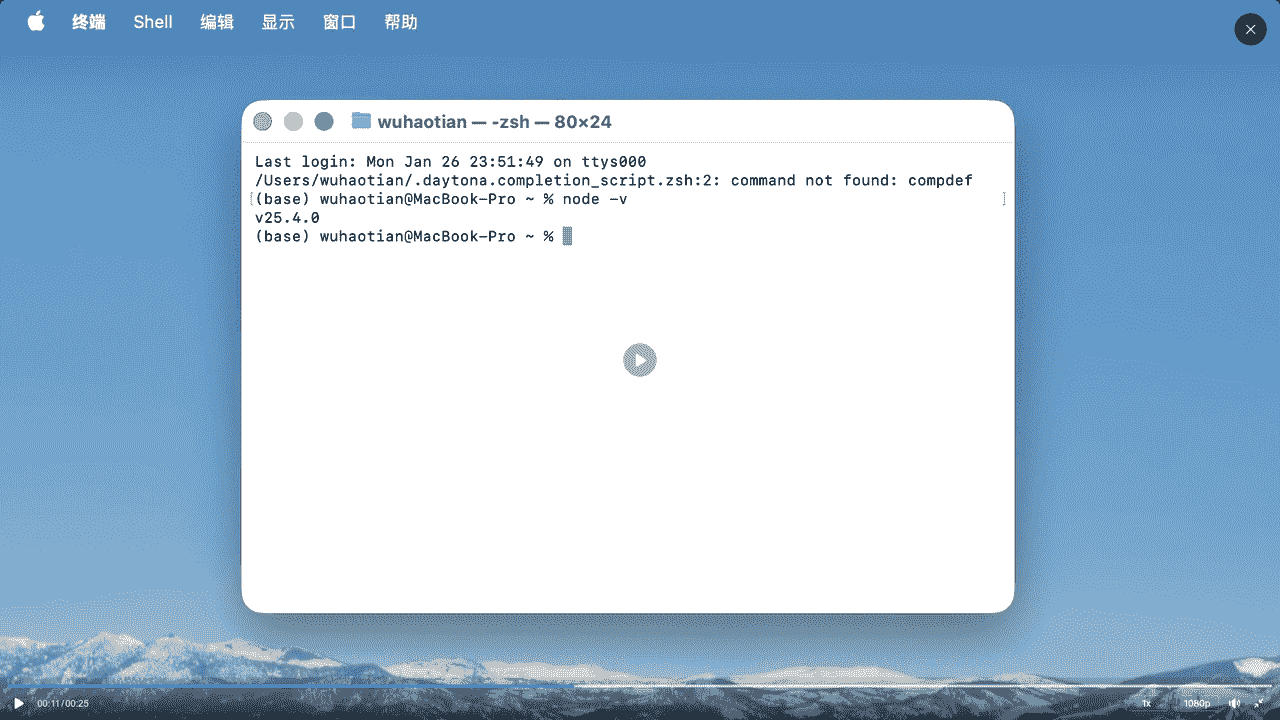 终端 Shell 编辑 显示 窗口 帮助
wuhaotian — -zsh — 80×24
Last login: Mon Jan 26 23:51:49 on ttys000
/Users/wuhaotian/.daytona.completion_script.zsh:2: command not found: compdef
[(base) wuhaotian@MacBook-Pro ~ % node -v ]
v25.4.0
(base) wuhaotian@MacBook-Pro ~ %
00:11/00:25 1x 1080p